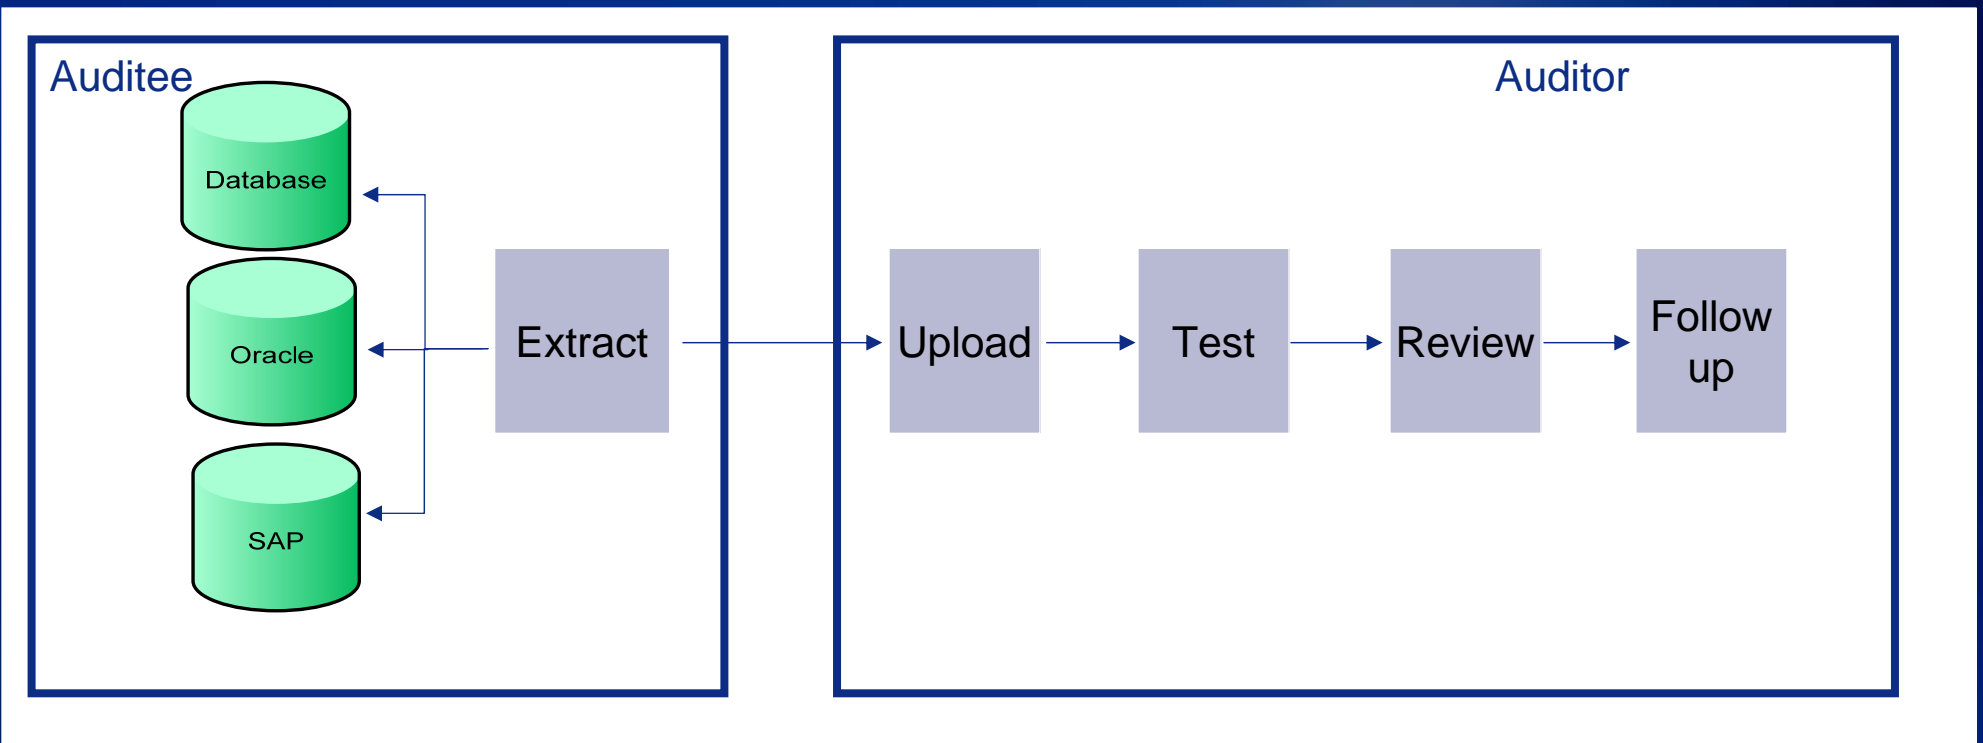 Auditee
Auditor
Database
Oracle
SAP
Extract
Upload
Test
Review
Follow
up